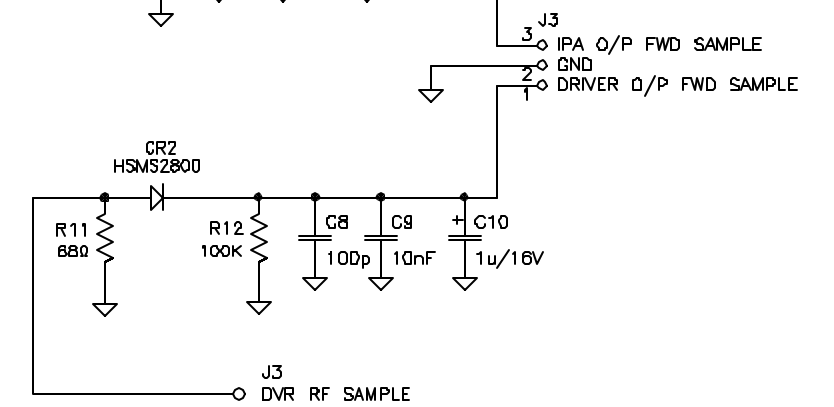 J3
3 IPA O/P FWD SAMPLE
GND
2 DRIVER O/P FWD SAMPLE
1
CR2
HSMS2800
R11
68Ω
R12
100K
C8
100p
C9
10nF
+ C10
1u/16V
J3
DVR RF SAMPLE